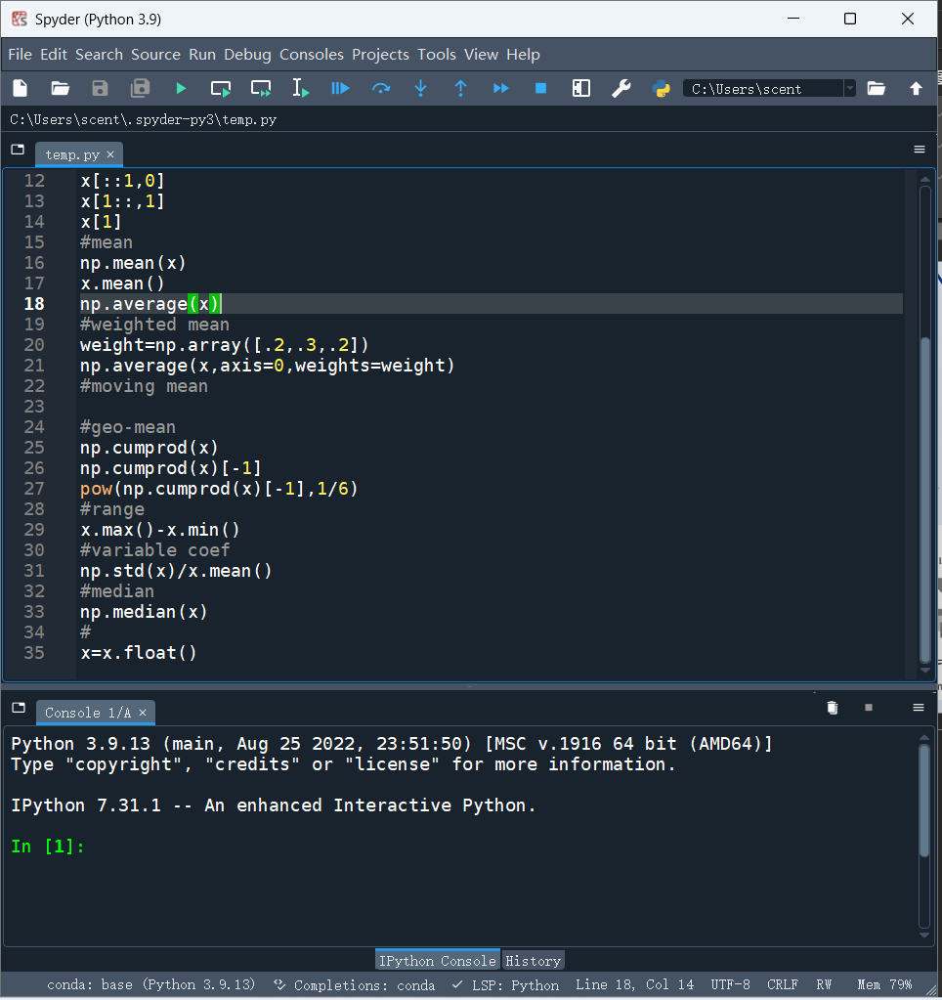 Spyder (Python 3.9)
File Edit Search Source Run Debug Consoles Projects Tools View Help
C:\Users\scent
C:\Users\scent\.spyder-py3\temp.py
temp.py
12 x[::1,0]
13 x[1::,1]
14 x[1]
15 #mean
16 np.mean(x)
17 x.mean()
18 np.average(x)
19 #weighted mean
20 weight=np.array([.2,.3,.2])
21 np.average(x,axis=0,weights=weight)
22 #moving mean
23
24 #geo-mean
25 np.cumprod(x)
26 np.cumprod(x)[-1]
27 pow(np.cumprod(x)[-1],1/6)
28 #range
29 x.max()-x.min()
30 #variable coef
31 np.std(x)/x.mean()
32 #median
33 np.median(x)
34 #
35 x=x.float()
Console 1/A
Python 3.9.13 (main, Aug 25 2022, 23:51:50) [MSC v.1916 64 bit (AMD64)]
Type "copyright", "credits" or "license" for more information.
IPython 7.31.1 -- An enhanced Interactive Python.
In [1]:
IPython Console History
conda: base (Python 3.9.13) Completions: conda LSP: Python Line 18, Col 14 UTF-8 CRLF RW Mem 79%